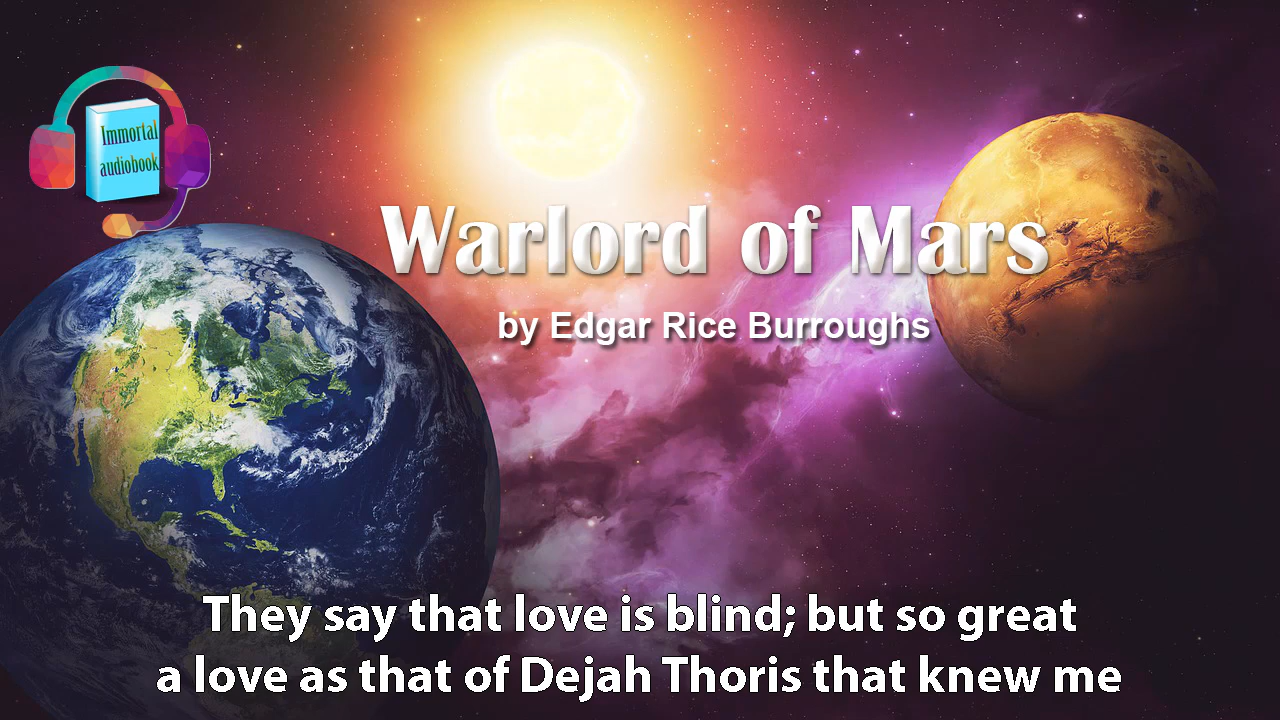 Immortal
audiobook
Warlord of Mars
by Edgar Rice Burroughs
They say that love is blind; but so great
a love as that of Dejah Thoris that knew me